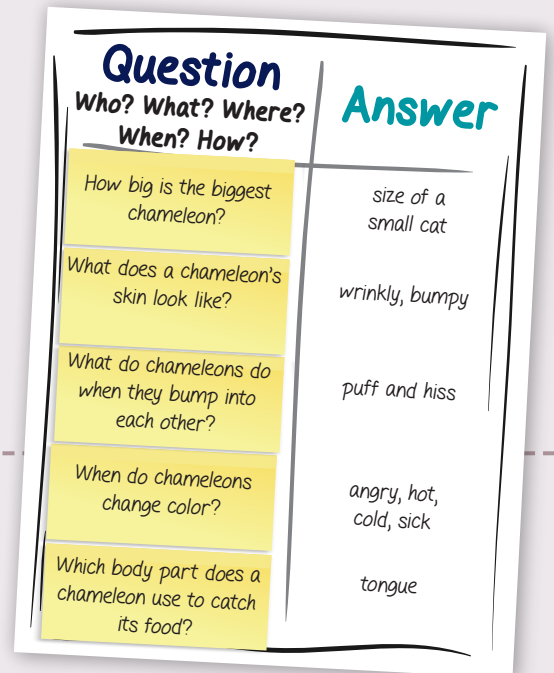 Question
Who? What? Where?
When? How?
Answer
How big is the biggest
chameleon?
size of a
small cat
What does a chameleon's
skin look like?
wrinkly, bumpy
What do chameleons do
when they bump into
each other?
puff and hiss
When do chameleons
change color?
angry, hot,
cold, sick
Which body part does a
chameleon use to catch
its food?
tongue